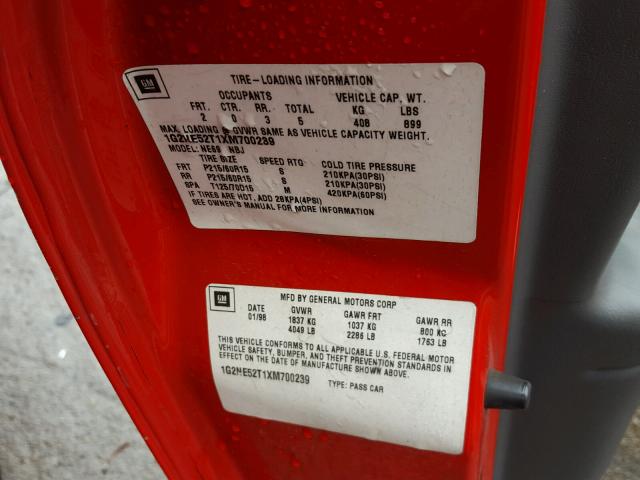 GM
TIRE-LOADING INFORMATION
OCCUPANTS VEHICLE CAP. WT.
FRT. CTR. RR. TOTAL KG LBS
2 0 3 5 408 899
MAX. LOADING & GVWR SAME AS VEHICLE CAPACITY WEIGHT.
1G2NE52T1XM700239
MODEL: NE69 NBJ
TIRE SIZE SPEED RTG COLD TIRE PRESSURE
FRT P215/60R15 S 210KPA(30PSI)
RR P215/60R15 S 210KPA(30PSI)
SPA T125/70D15 M 420KPA(60PSI)
IF TIRES ARE HOT, ADD 28KPA(4PSI)
SEE OWNER'S MANUAL FOR MORE INFORMATION
GM
MFD BY GENERAL MOTORS CORP
DATE GVWR GAWR FRT GAWR RR
01/98 1837 KG 1037 KG 800 KG
4049 LB 2286 LB 1763 LB
THIS VEHICLE CONFORMS TO ALL APPLICABLE U.S. FEDERAL MOTOR
VEHICLE SAFETY, BUMPER, AND THEFT PREVENTION STANDARDS IN
EFFECT ON THE DATE OF MANUFACTURE SHOWN ABOVE.
1G2NE52T1XM700239 TYPE: PASS CAR